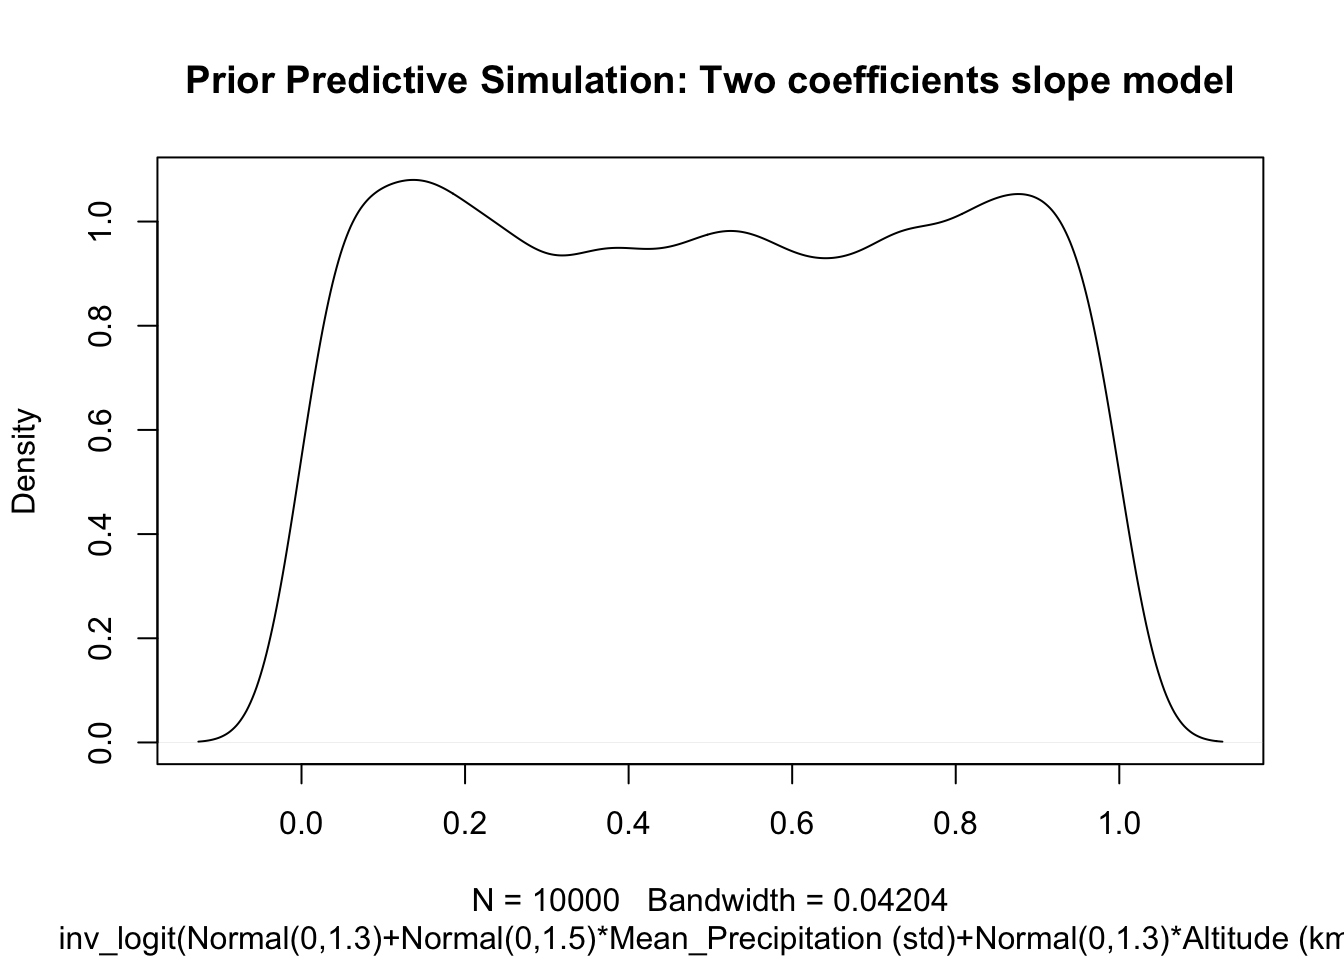 Prior Predictive Simulation: Two coefficients slope model
Density
1.0
0.8
0.6
0.4
0.2
0.0
0.0 0.2 0.4 0.6 0.8 1.0
N = 10000 Bandwidth = 0.04204
inv_logit(Normal(0,1.3)+Normal(0,1.5)*Mean_Precipitation (std)+Normal(0,1.3)*Altitude (km